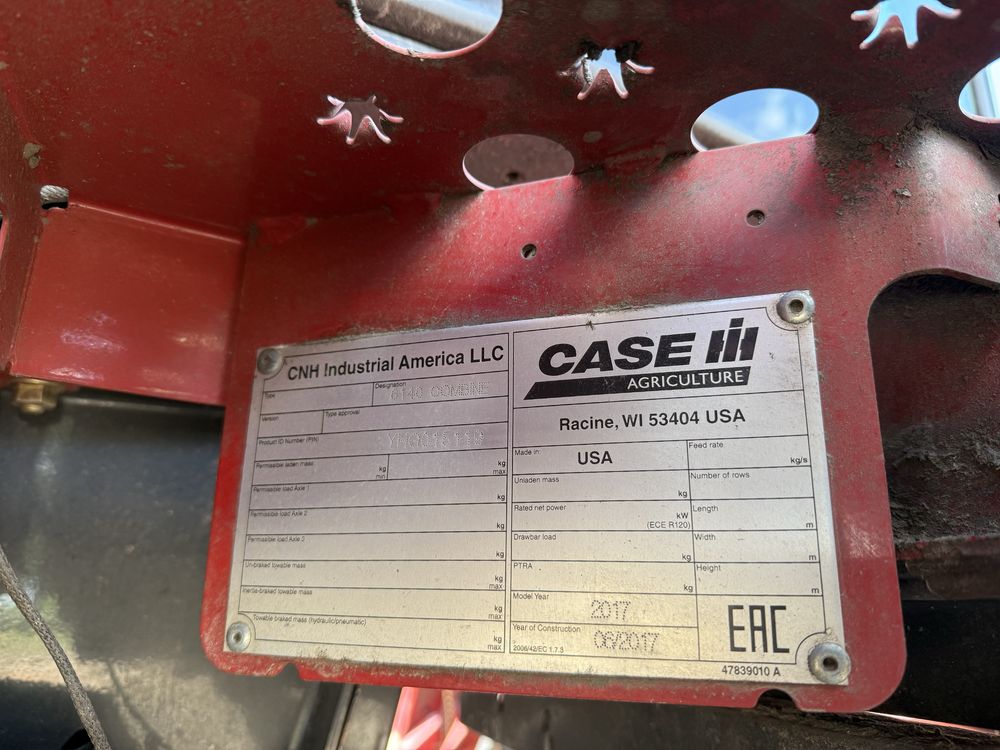 CNH Industrial America LLC
Type
Designation
6140 COMBINE
Version
Type approval
Product ID Number (PIN)
Permissible laden mass
kg
min
kg
max
Permissible load Axle 1
kg
Permissible load Axle 2
kg
Permissible load Axle 3
kg
Un-braked towable mass
kg
max
Inertia-braked towable mass
kg
max
Towable braked mass (hydraulic/pneumatic)
kg
max
CASE IH
AGRICULTURE
Racine, WI 53404 USA
Made in:
USA
Feed rate
kg/s
Unladen mass
kg
Number of rows
Rated net power
kW
(ECE R120)
Length
m
Drawbar load
kg
Width
m
PTRA
kg
Height
m
Model Year
2017
Year of Construction
06/2017
2006/42/EC 1.7.3
EAC
47839010 A